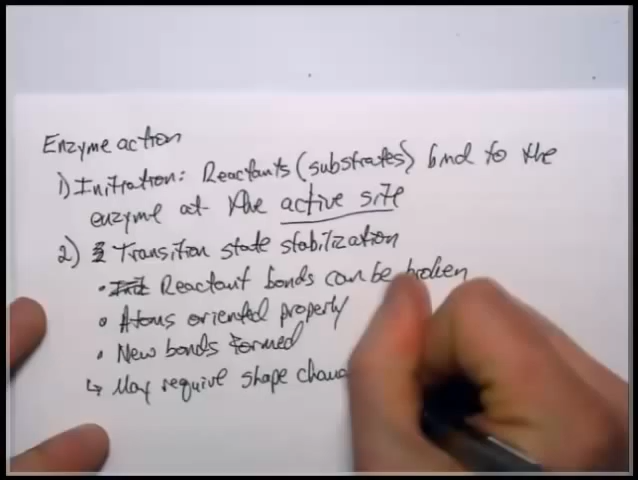 Enzyme action
1) Initiation: Reactants (substrates) bind to the
enzyme at the active site
2) Transition state stabilization
• Reactant bonds can be broken
• Atoms oriented properly
• New bonds formed
↳ May require shape